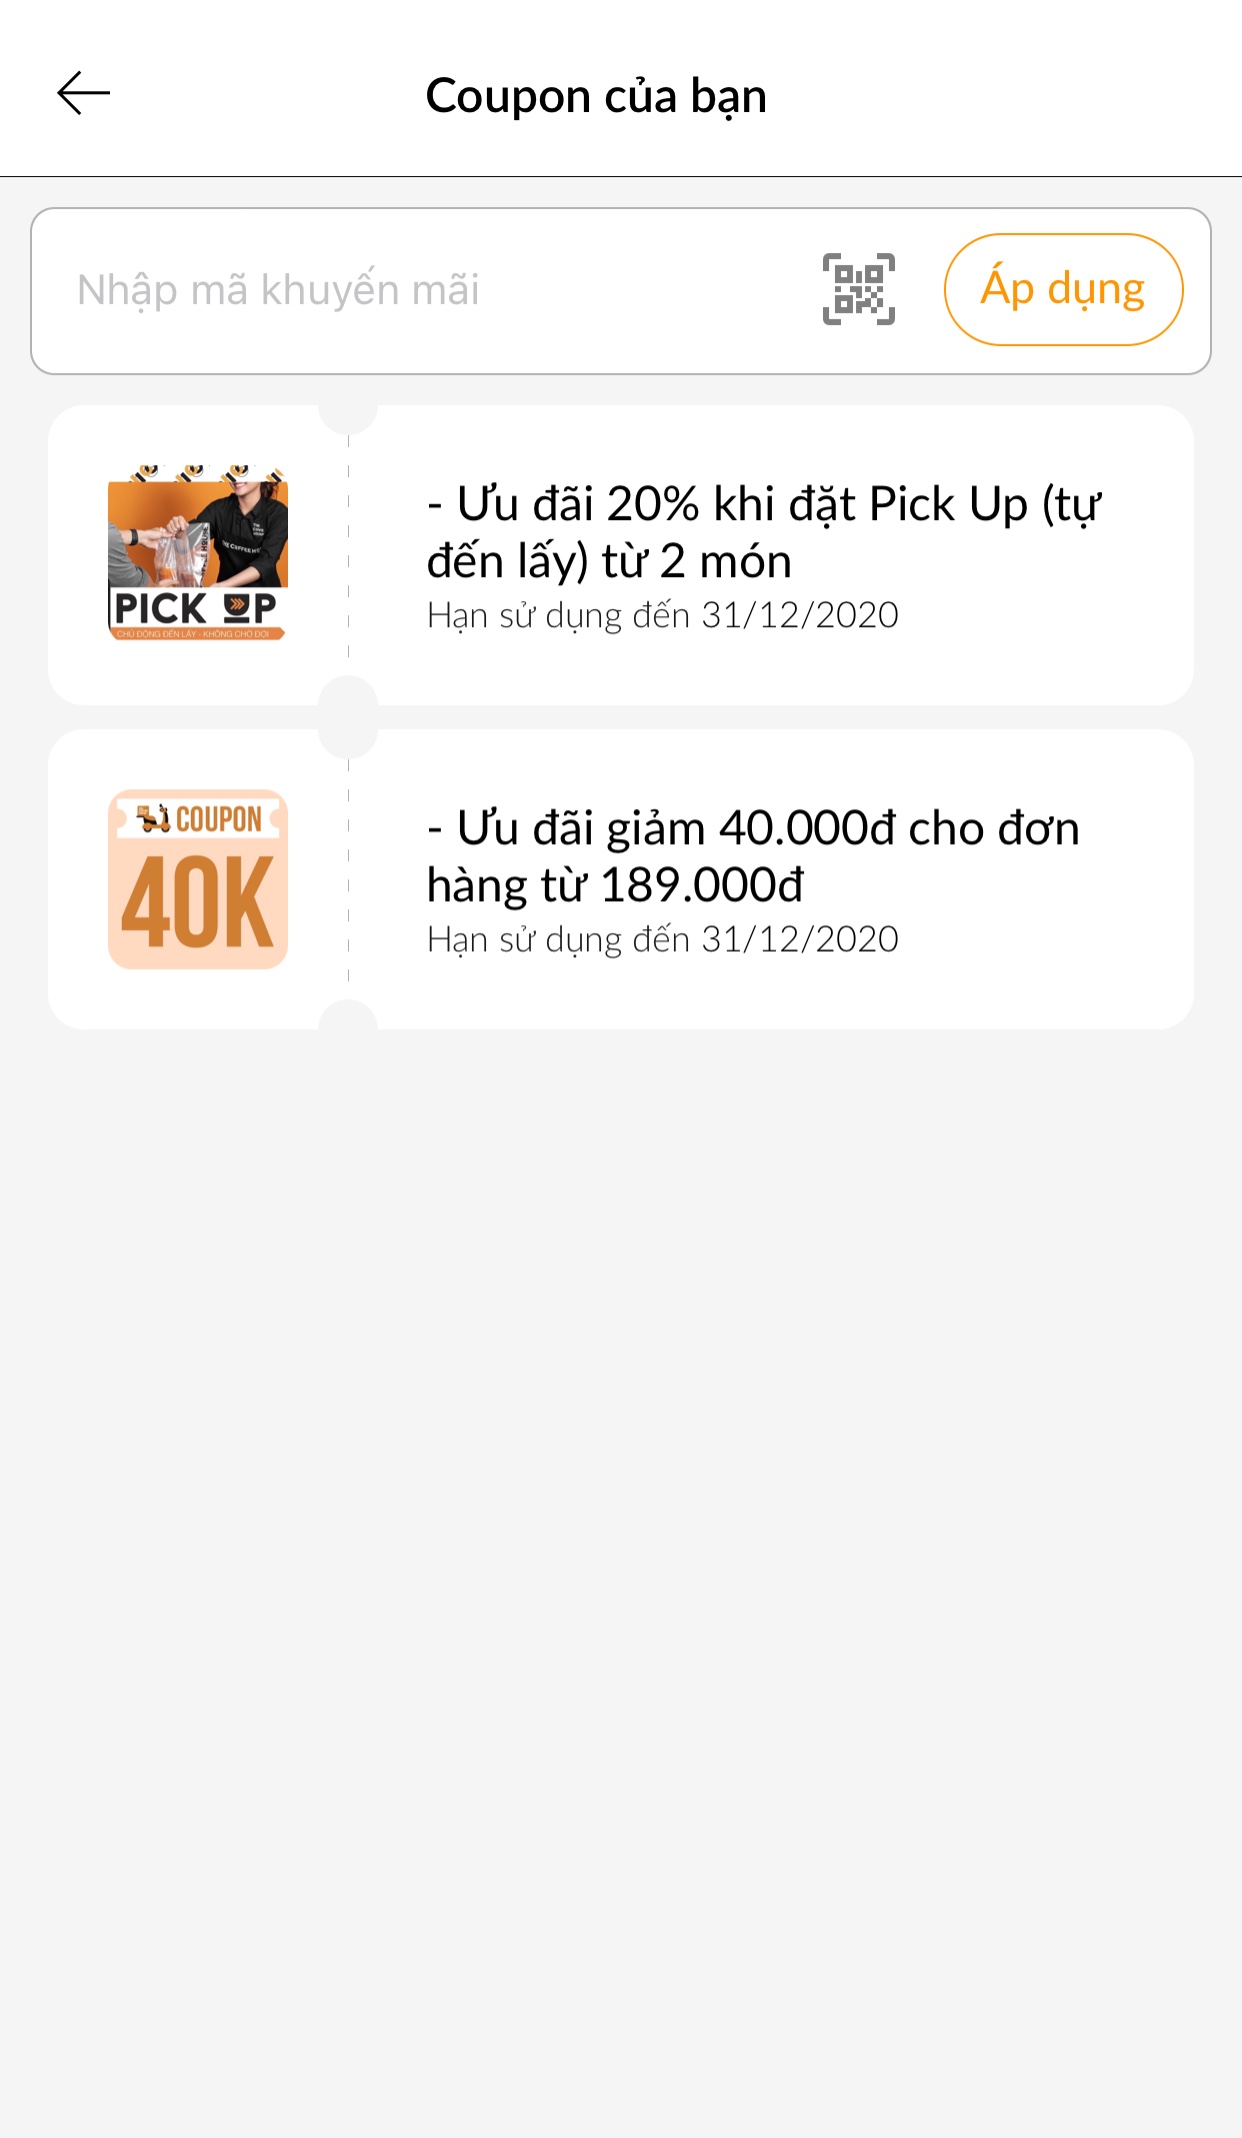 Coupon của bạn
Nhập mã khuyến mãi
Áp dụng
- Ưu đãi 20% khi đặt Pick Up (tự
đến lấy) từ 2 món
Hạn sử dụng đến 31/12/2020
PICK UP
CHỦ ĐỘNG ĐẾN LẤY - KHÔNG CHỜ ĐỢI
COUPON
40K
- Ưu đãi giảm 40.000đ cho đơn
hàng từ 189.000đ
Hạn sử dụng đến 31/12/2020